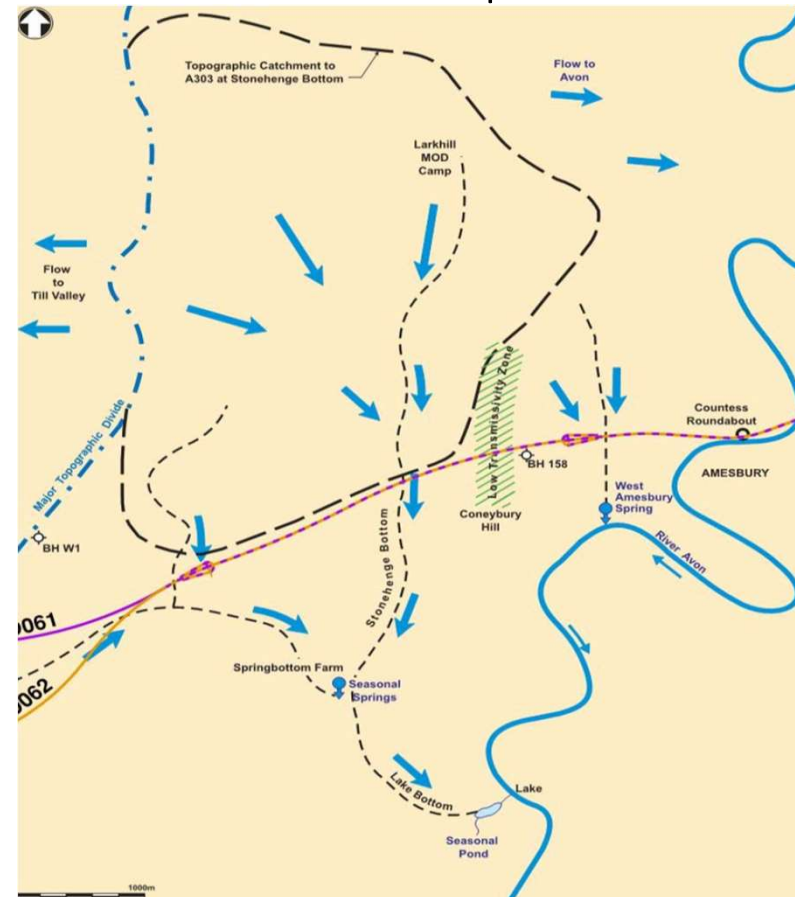 Topographic Catchment to
A303 at Stonehenge Bottom
Flow to
Avon
Larkhill
MOD
Camp
Flow
to
Till Valley
Major Topographic Divide
Low Transmissivity Zone
Countess
Roundabout
AMESBURY
BH 158
West
Amesbury
Spring
Coneybury
Hill
River Avon
BH W1
Stonehenge Bottom
061
062
Springbottom Farm
Seasonal
Springs
Lake Bottom
Lake
Seasonal
Pond
1000m